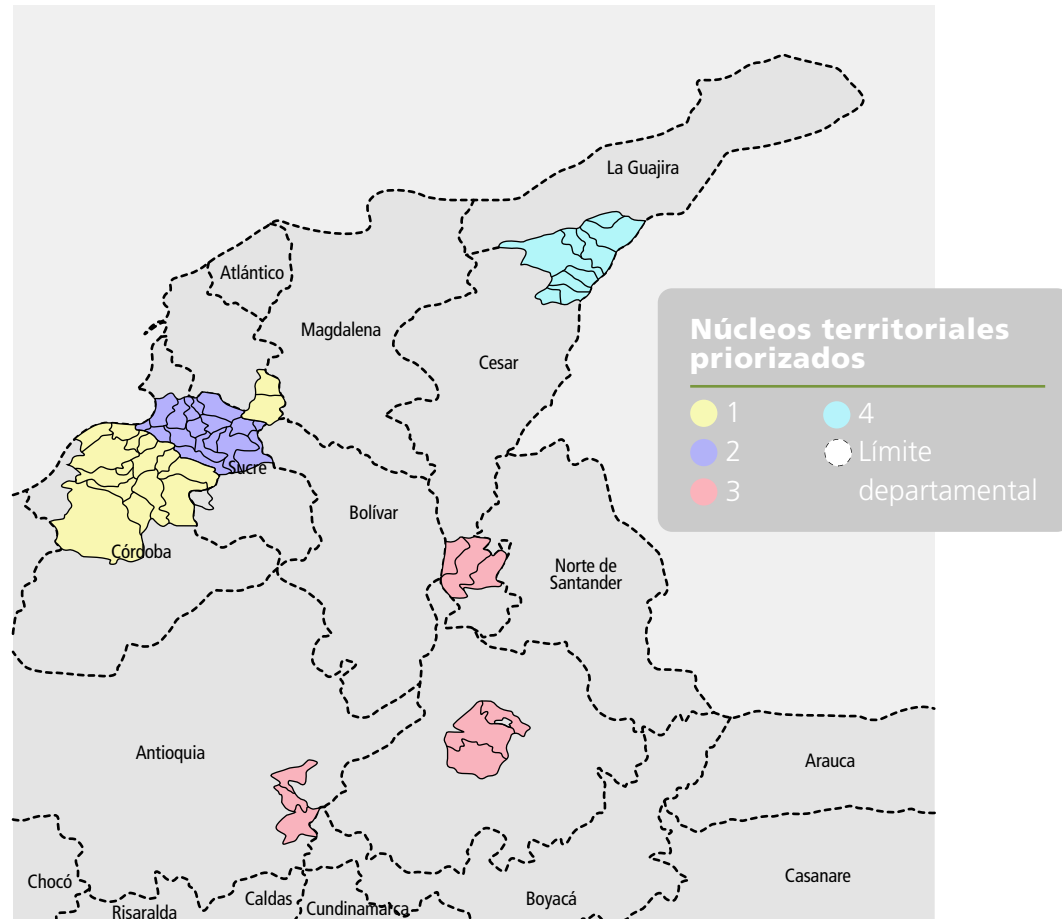 La Guajira
Atlántico
Magdalena
Cesar
Núcleos territoriales
priorizados
1
2
3
4
Límite
departamental
Sucre
Bolívar
Córdoba
Norte de
Santander
Antioquia
Arauca
Chocó
Risaralda
Caldas
Cundinamarca
Boyacá
Casanare